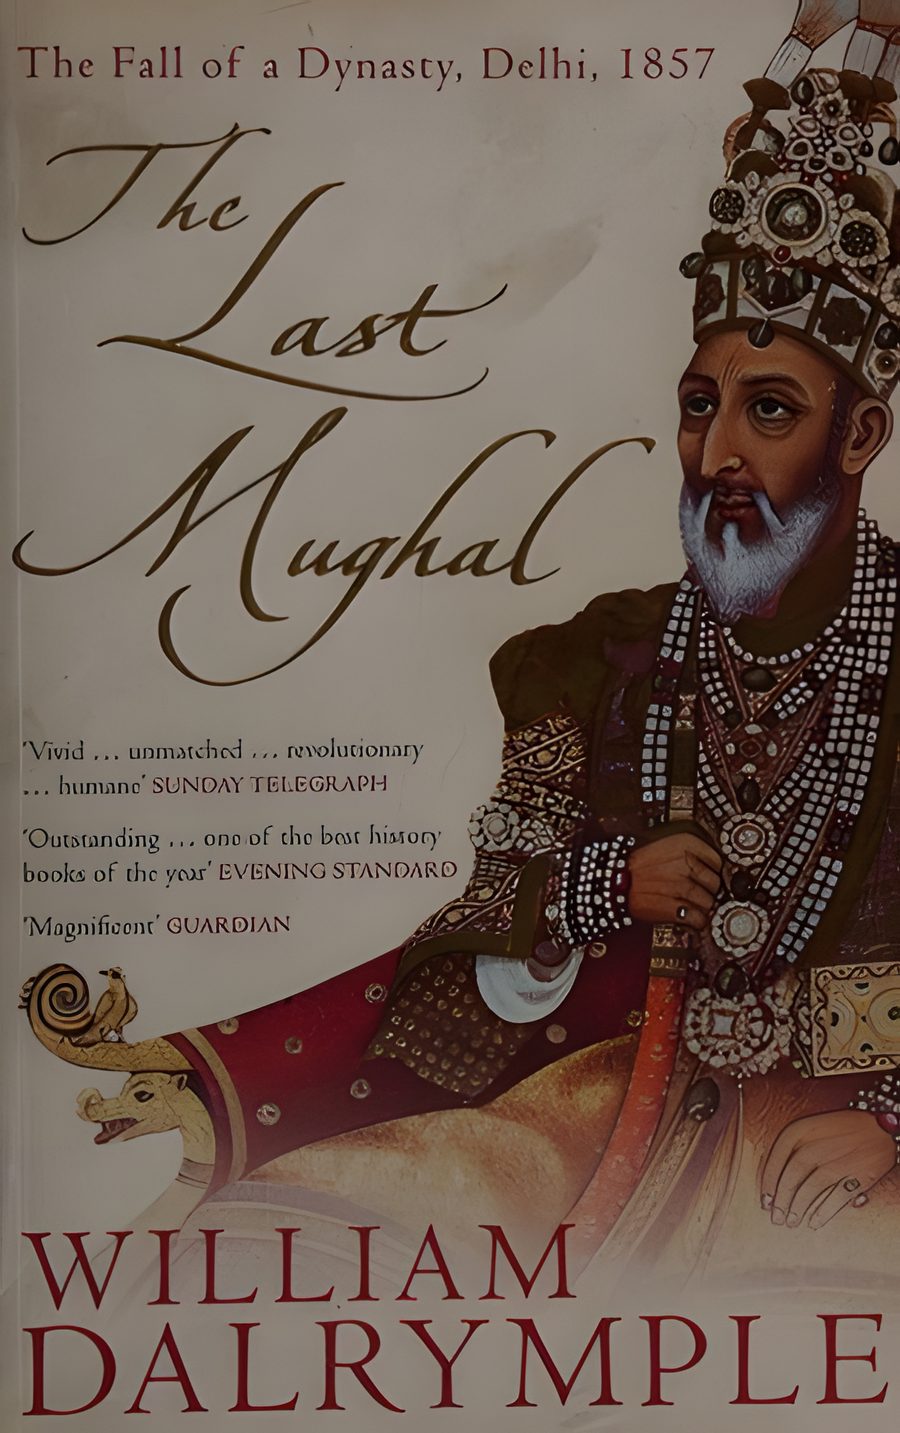 The Fall of a Dynasty, Delhi, 1857
The
Last
Mughal
'Vivid ... unmatched ... revolutionary
... humane' SUNDAY TELEGRAPH
'Outstanding ... one of the best history
books of the year' EVENING STANDARD
'Magnificent' GUARDIAN
WILLIAM
DALRYMPLE